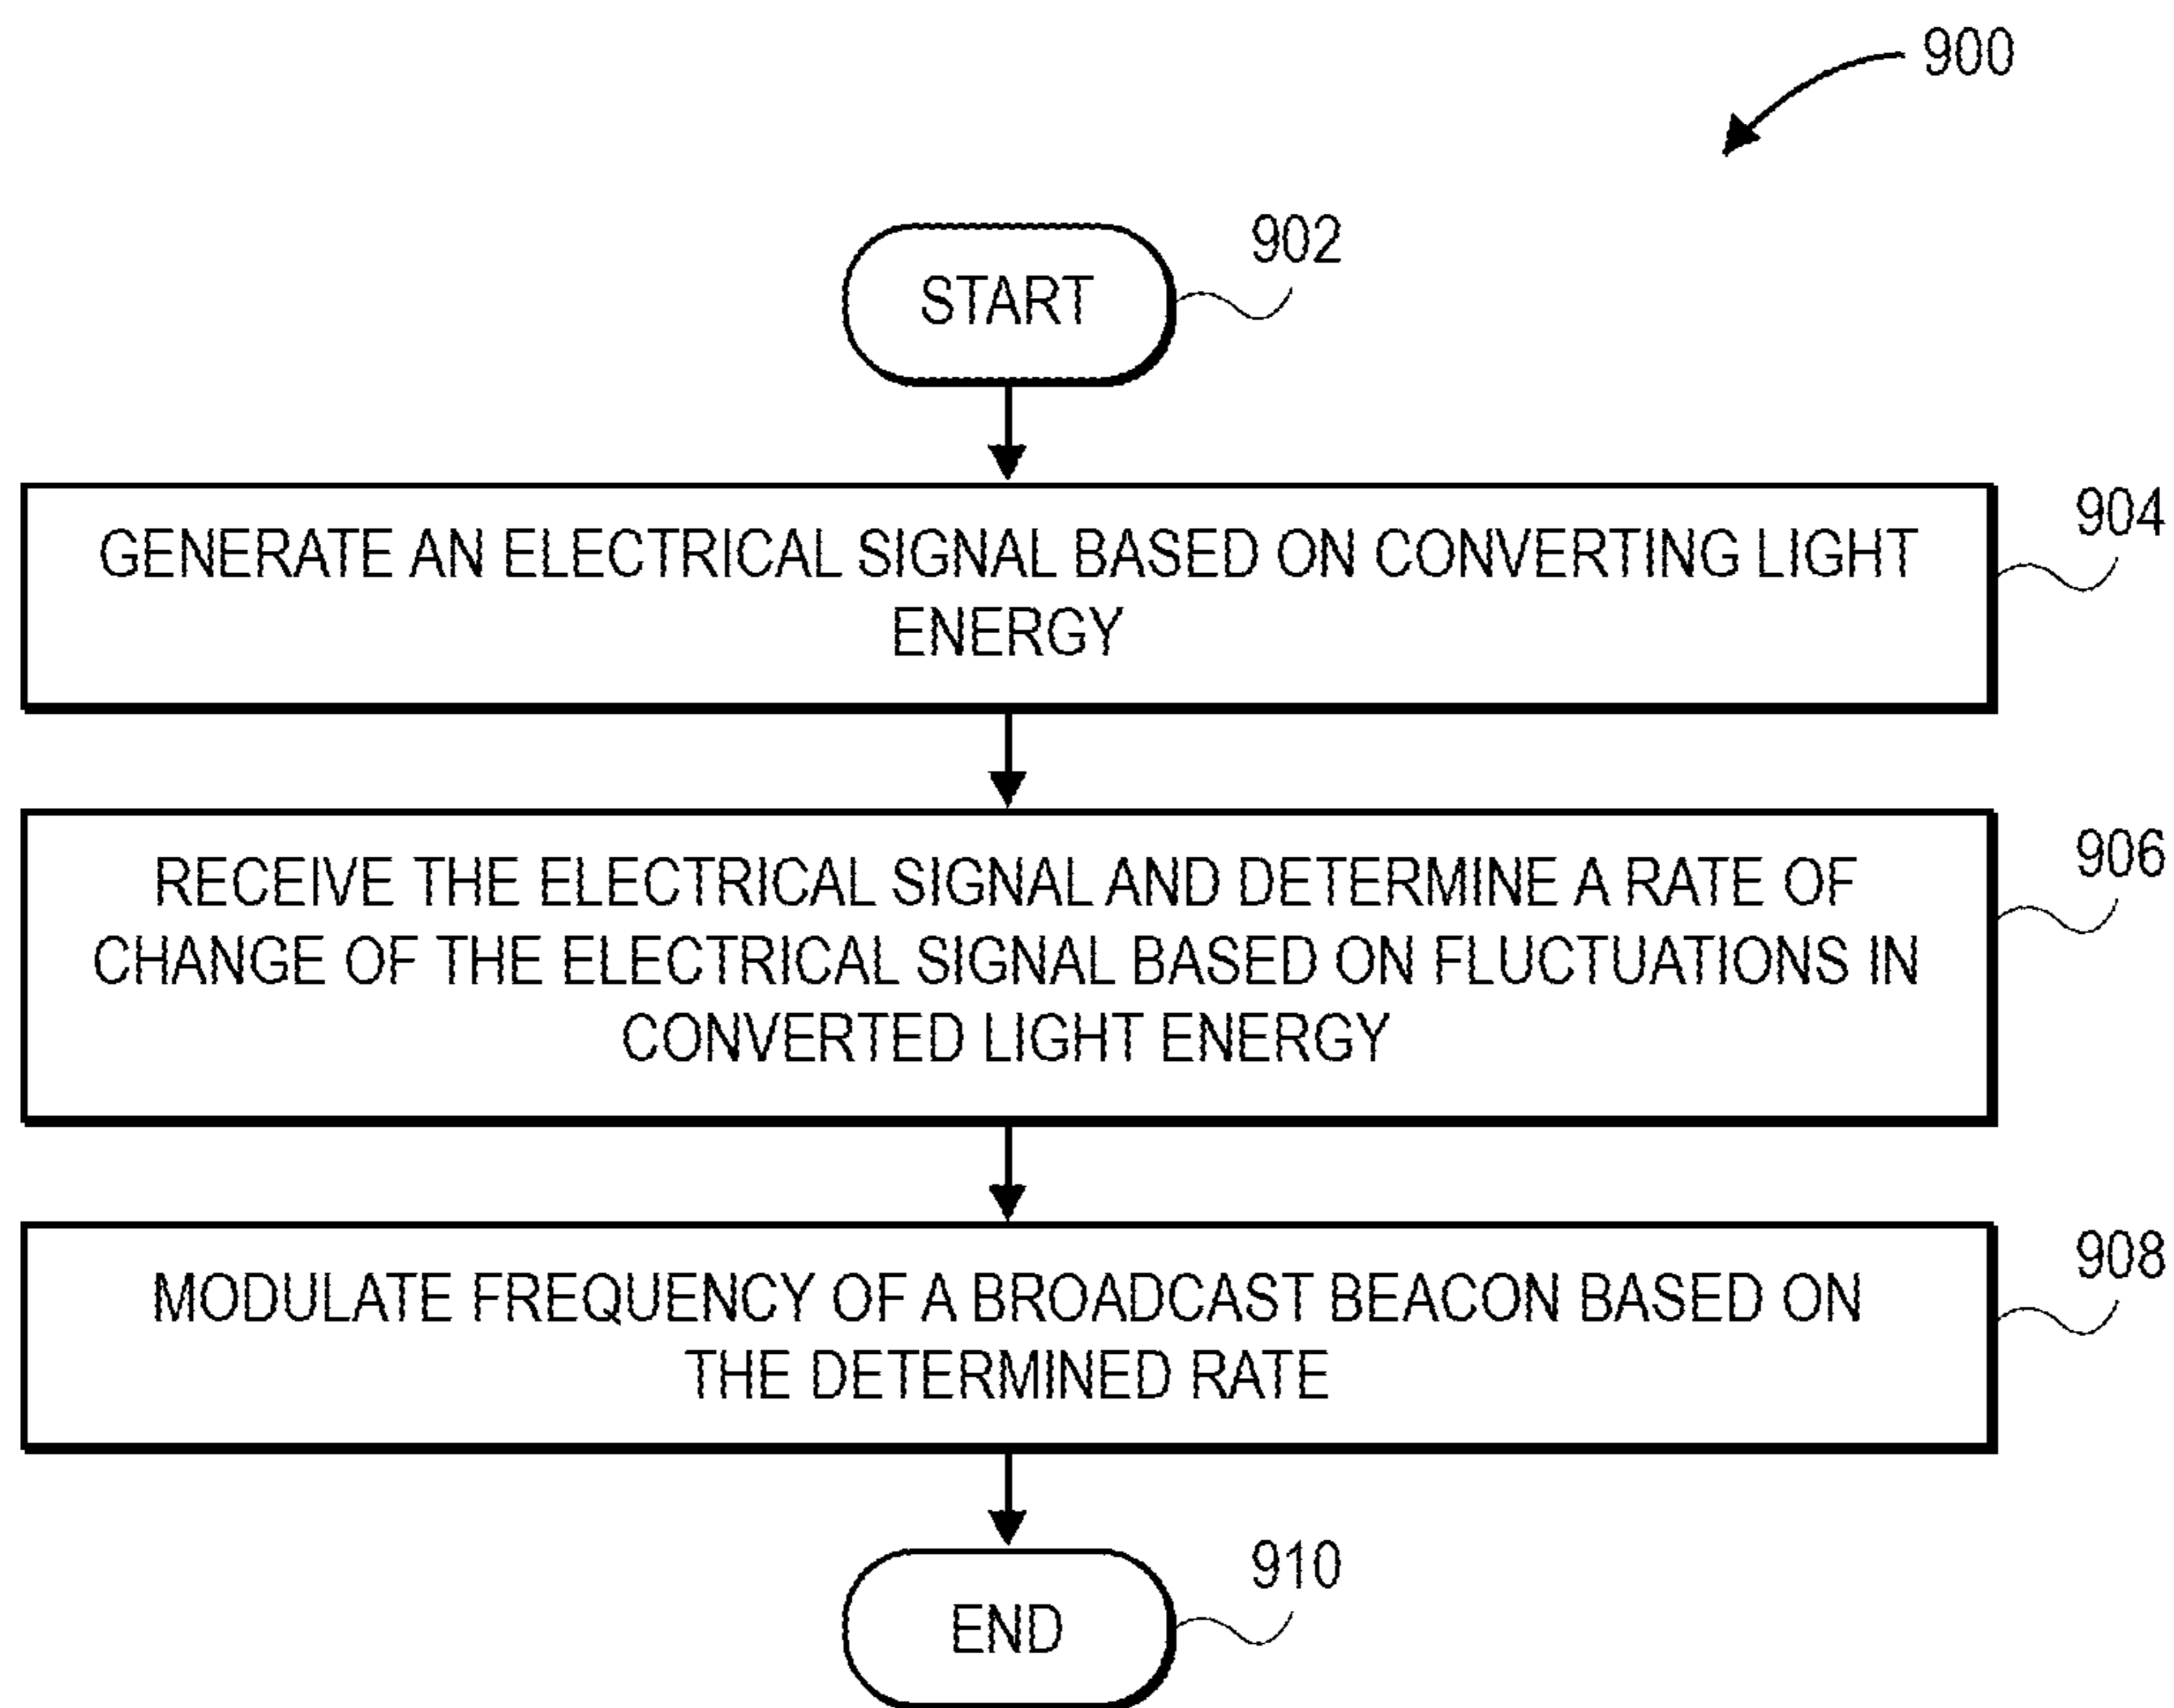 900
902
START
904
GENERATE AN ELECTRICAL SIGNAL BASED ON CONVERTING LIGHT
ENERGY
906
RECEIVE THE ELECTRICAL SIGNAL AND DETERMINE A RATE OF
CHANGE OF THE ELECTRICAL SIGNAL BASED ON FLUCTUATIONS IN
CONVERTED LIGHT ENERGY
908
MODULATE FREQUENCY OF A BROADCAST BEACON BASED ON
THE DETERMINED RATE
910
END